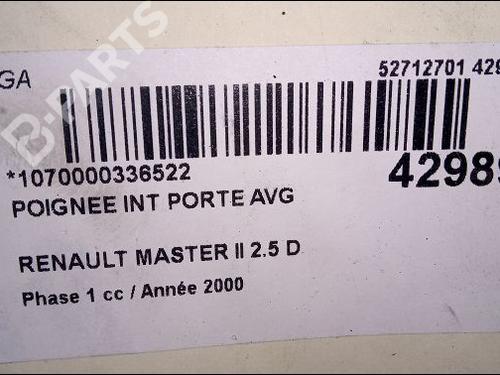 GA
52712701 429
*1070000336522
42989
POIGNEE INT PORTE AVG
RENAULT MASTER II 2.5 D
Phase 1 cc / Année 2000
B-PARTS